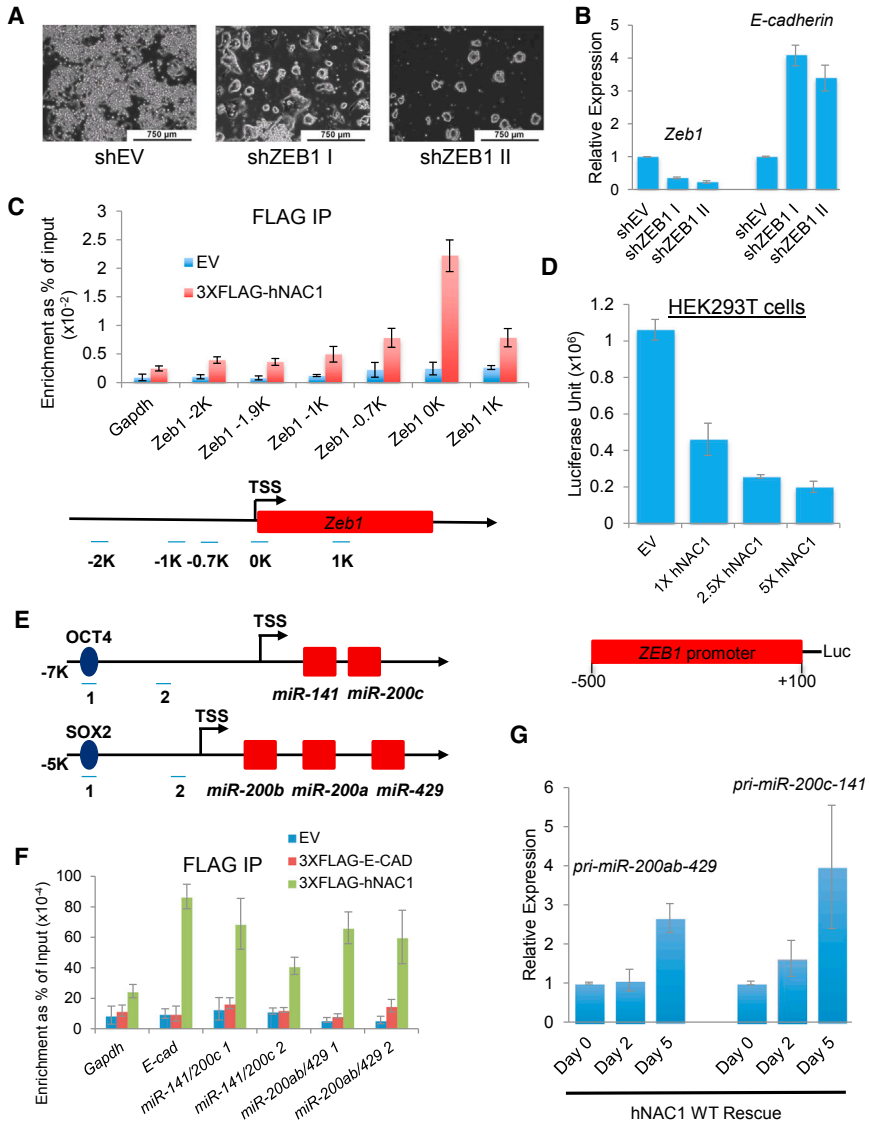 A
750 µm
750 µm
750 µm
shEV
shZEB1 I
shZEB1 II
B
Relative Expression
5
4
3
2
1
0
Zeb1
E-cadherin
shEV
shZEB1 I
shZEB1 II
shEV
shZEB1 I
shZEB1 II
C
FLAG IP
Enrichment as % of input
(x10-2)
3
2.5
2
1.5
1
0.5
0
EV
3XFLAG-hNAC1
Gapdh
Zeb1 -2K
Zeb1 -1.9K
Zeb1 -1K
Zeb1 -0.7K
Zeb1 0K
Zeb1 1K
TSS
Zeb1
-2K
-1K
-0.7K
0K
1K
D
HEK293T cells
Luciferase Unit (x10⁶)
1.2
1
0.8
0.6
0.4
0.2
0
EV
1X hNAC1
2.5X hNAC1
5X hNAC1
ZEB1 promoter
Luc
-500
+100
E
OCT4
TSS
-7K
1
2
miR-141
miR-200c
SOX2
TSS
-5K
1
2
miR-200b
miR-200a
miR-429
F
FLAG IP
EV
3XFLAG-E-CAD
3XFLAG-hNAC1
Enrichment as % of Input (x10-4)
100
80
60
40
20
0
Gapdh
E-cad
miR-141/200c 1
miR-141/200c 2
miR-200ab/429 1
miR-200ab/429 2
G
Relative Expression
6
5
4
3
2
1
0
pri-miR-200ab-429
pri-miR-200c-141
Day 0
Day 2
Day 5
Day 0
Day 2
Day 5
hNAC1 WT Rescue